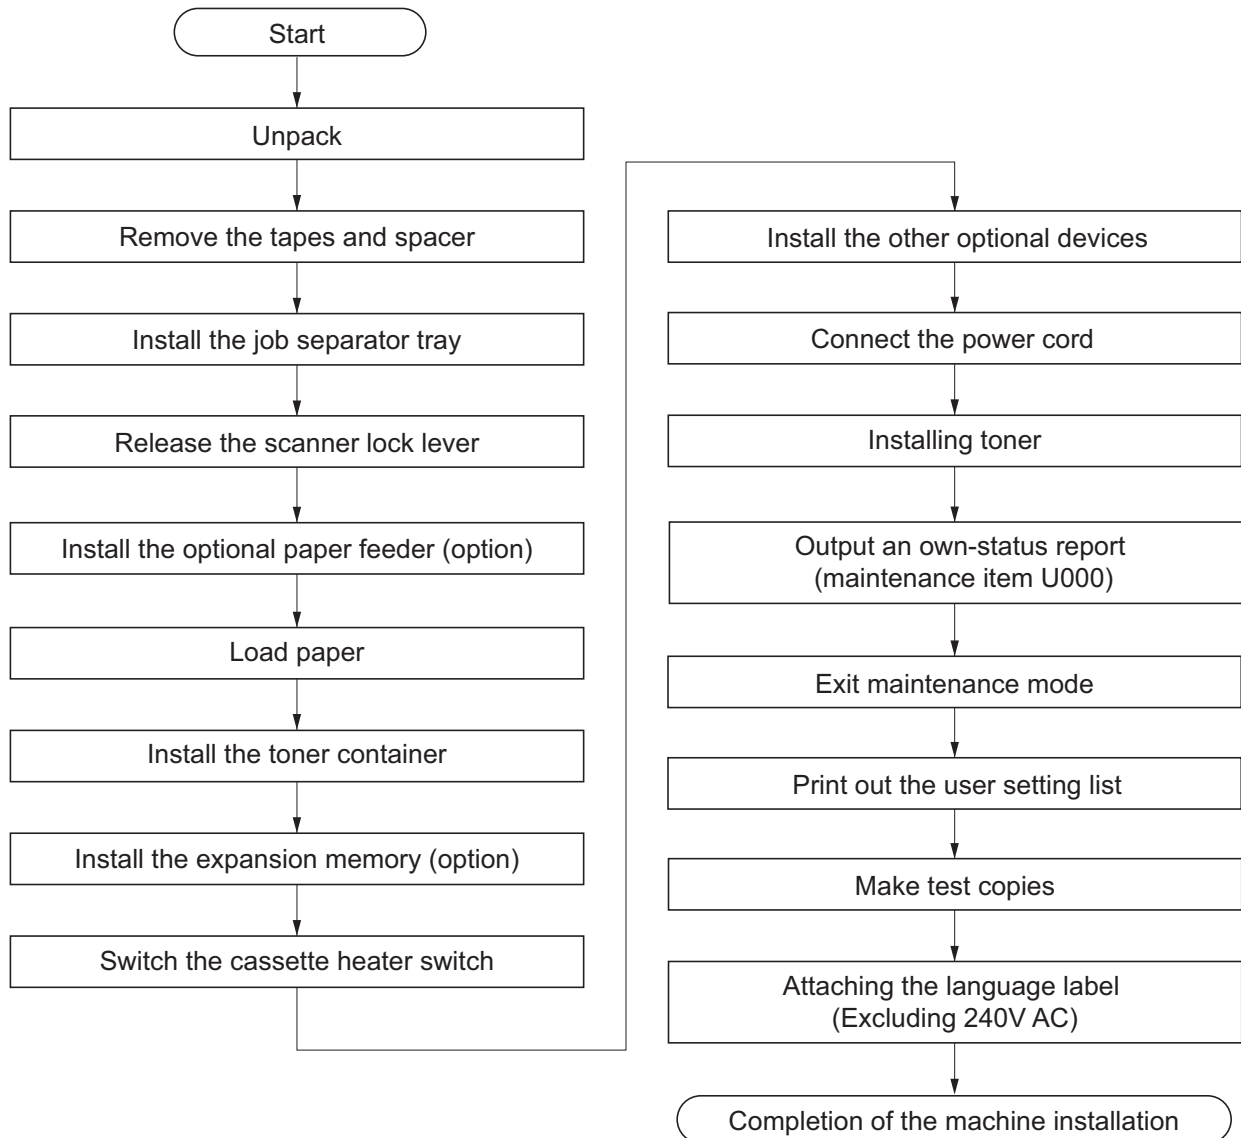 Start
Unpack
Remove the tapes and spacer
Install the job separator tray
Release the scanner lock lever
Install the optional paper feeder (option)
Load paper
Install the toner container
Install the expansion memory (option)
Switch the cassette heater switch
Install the other optional devices
Connect the power cord
Installing toner
Output an own-status report
(maintenance item U000)
Exit maintenance mode
Print out the user setting list
Make test copies
Attaching the language label
(Excluding 240V AC)
Completion of the machine installation